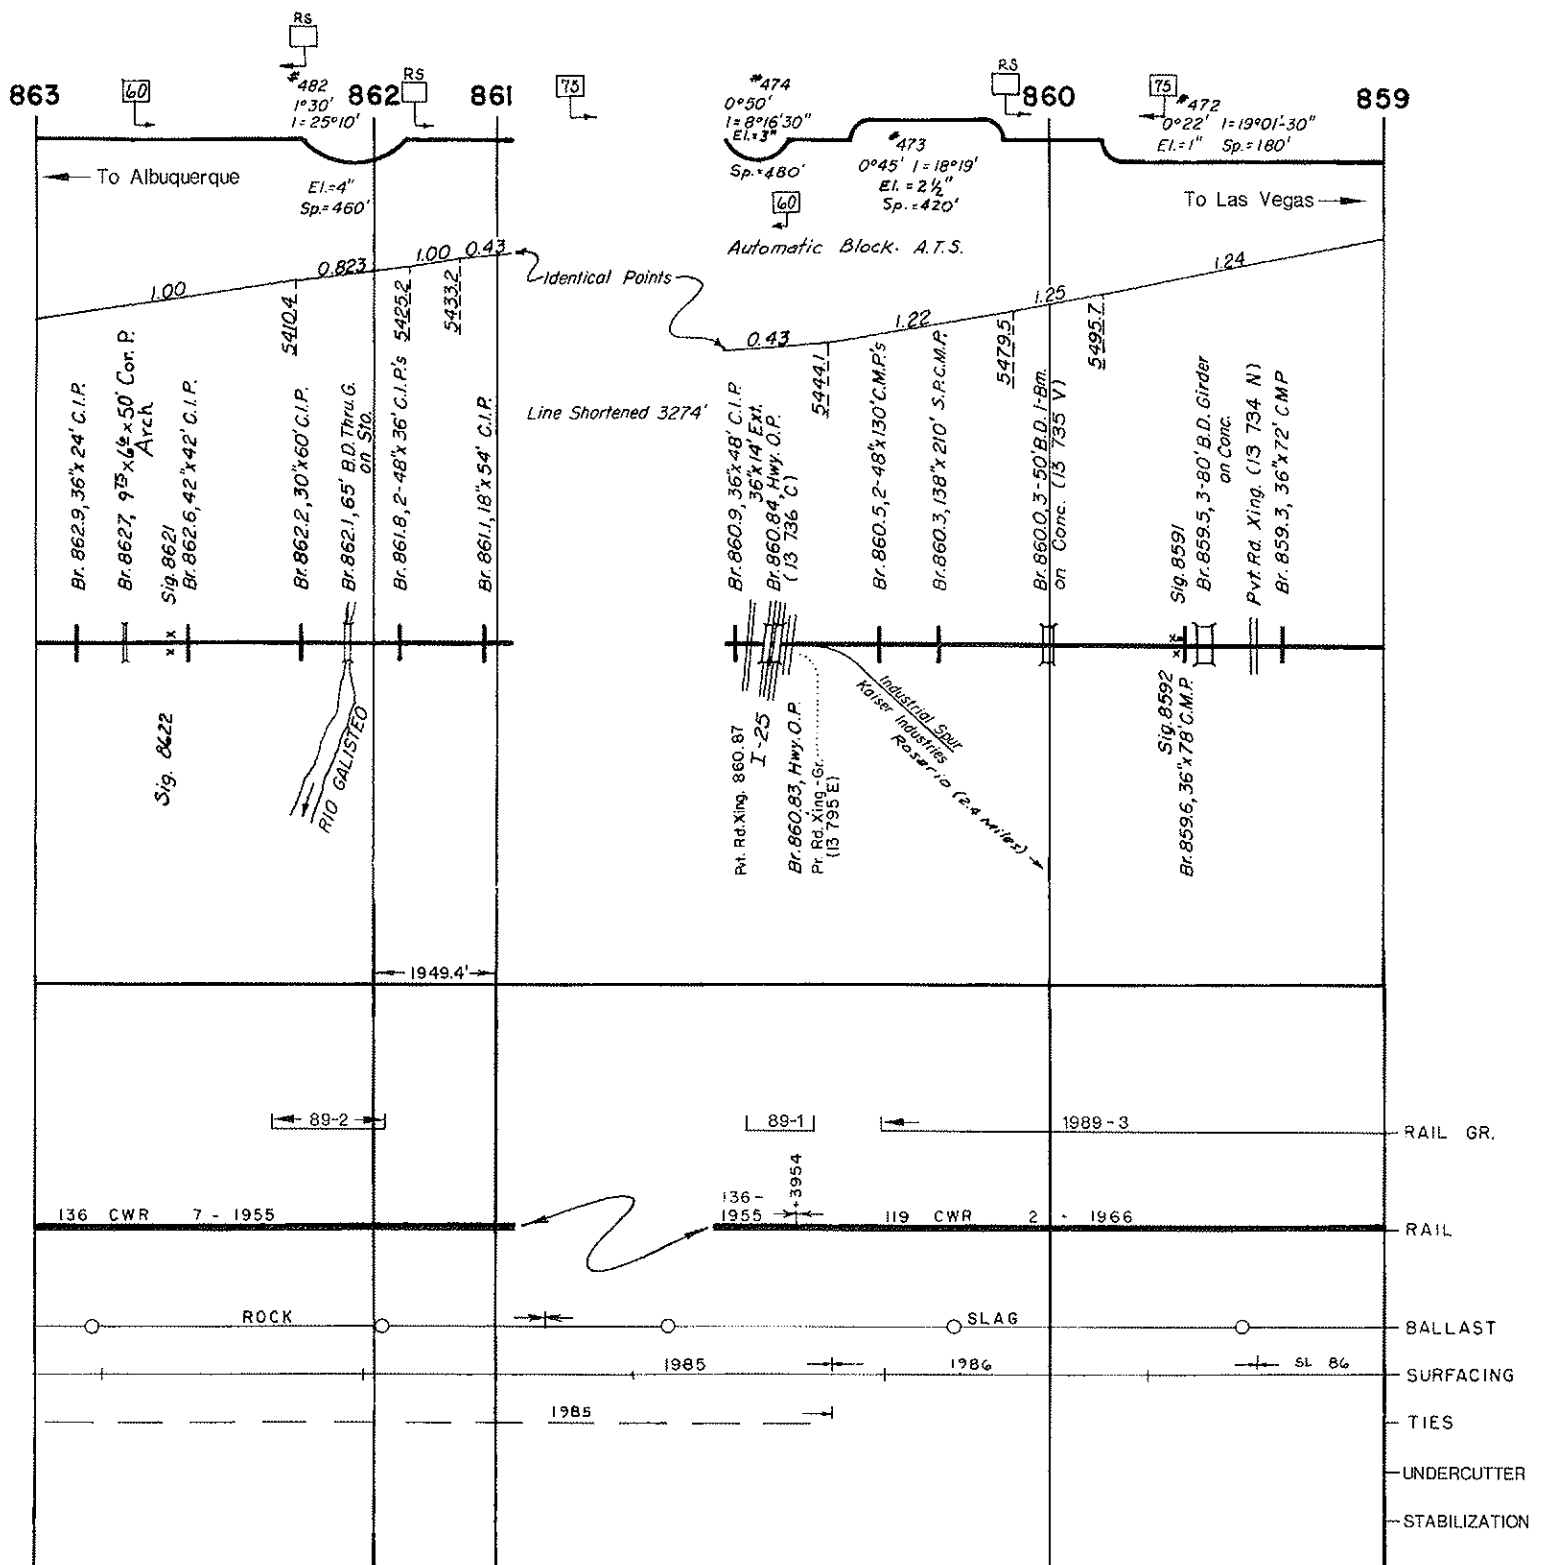 RS
RS
RS
863
60
#482
1°30'
I=25°10'
862
861
75
#474
0°50'
I=8°16'30"
El.=3"
Sp.=480'
860
75
#472
0°22' I=19°01'-30"
El.=1" Sp.=180'
859
#473
0°45' I=18°19'
El.=2½"
Sp.=420'
To Albuquerque
El.=4"
Sp.=460'
60
To Las Vegas
Automatic Block. A.T.S.
1.00
0.823
1.00
0.43
Identical Points
0.43
1.22
1.25
1.24
5410.4
5425.2
5433.2
5444.1
5479.5
5495.7
Line Shortened 3274'
Br. 862.9, 36"x 24' C.I.P.
Br. 862.7, 9⁷⁵x6⁴⁶x50' Cor. P.
Arch
Sig. 8621
Br. 862.6, 42"x42' C.I.P.
Br. 862.2, 30"x60' C.I.P.
Br. 862.1, 65' B.D. Thru. G.
on Sto.
Br. 861.8, 2-48"x 36' C.I.P.'s
Br. 861.1, 18"x 54' C.I.P.
Br. 860.9, 36"x48' C.I.P.
36"x14' Ext.
Br. 860.84, Hwy. O.P.
(13 736 C)
Br. 860.5, 2-48"x130' C.M.P.'s
Br. 860.3, 138"x 210' S.P.C.M.P.
Br. 860.0, 3-50' B.D. I-Bm.
on Conc. (13 735 V)
Sig. 8591
Br. 859.5, 3-80' B.D. Girder
on Conc.
Pvt. Rd. Xing. (13 734 N)
Br. 859.3, 36"x72' CMP
Sig. 8622
RIO GALISTEO
Pvt. Rd. Xing. 860.87
I-25
Br. 860.83, Hwy. O.P.
Pr. Rd. Xing-Gr.
(13 795 E)
Industrial Spur
Kaiser Industries
Rosario (2.4 Miles)
Sig. 8592
Br. 859.6, 36"x78' C.M.P.
1949.4'
89-2
89-1
1989-3
RAIL GR.
136 CWR 7 - 1955
136-
1955
+3954
119 CWR 2 - 1966
RAIL
ROCK
SLAG
BALLAST
1985
1986
SL 86
SURFACING
1985
TIES
UNDERCUTTER
STABILIZATION